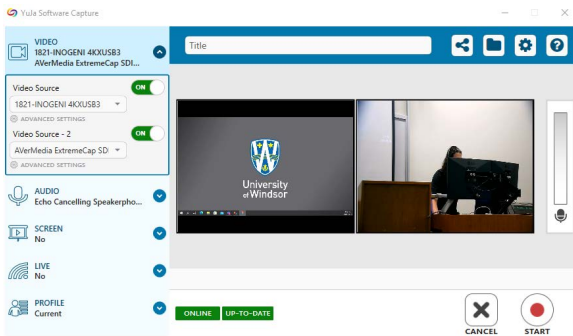 YuJa Software Capture
VIDEO
1821-INOGENI 4KXUSB3
AVerMedia ExtremeCap SDI...
Title
Video Source
ON
1821-INOGENI 4KXUSB3
ADVANCED SETTINGS
Video Source - 2
ON
AVerMedia ExtremeCap SDI
ADVANCED SETTINGS
AUDIO
Echo Cancelling Speakerpho...
SCREEN
No
LIVE
No
PROFILE
Current
University
of Windsor
ONLINE
UP-TO-DATE
CANCEL
START